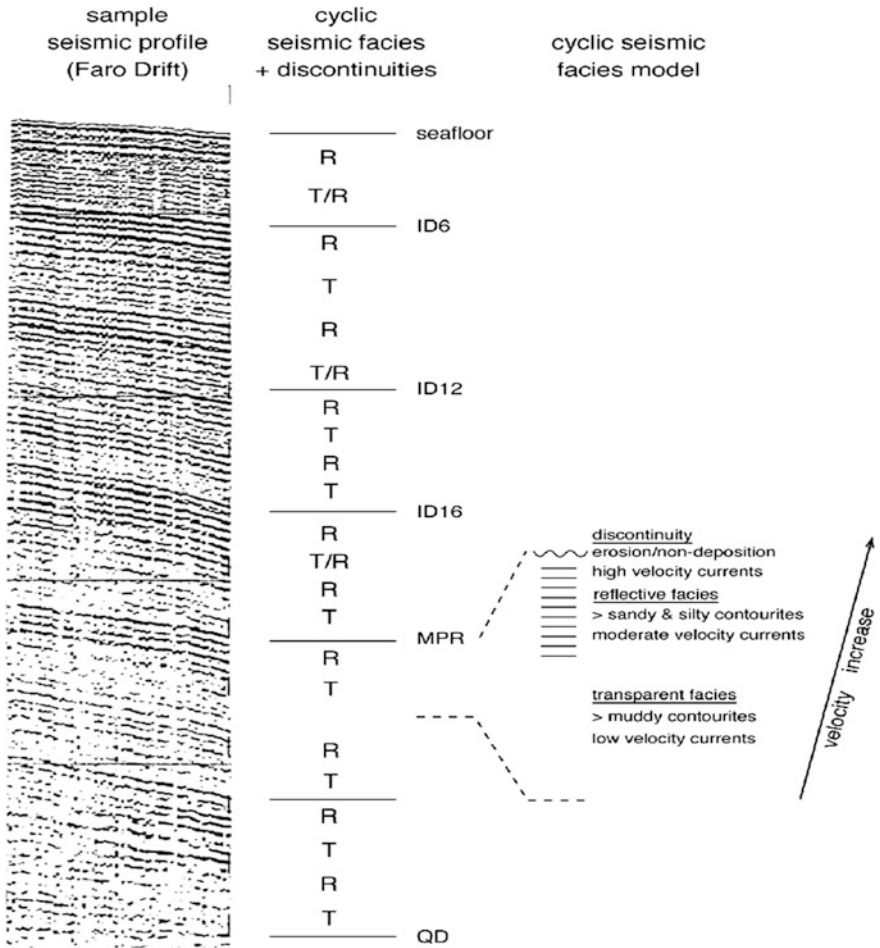 sample
seismic profile
(Faro Drift)
cyclic
seismic facies
+ discontinuities
cyclic seismic
facies model
seafloor
R
T/R
ID6
R
T
R
T/R
ID12
R
T
R
T
ID16
R
T/R
R
T
MPR
R
T
R
T
R
T
R
T
QD
discontinuity
erosion/non-deposition
high velocity currents
reflective facies
> sandy & silty contourites
moderate velocity currents
transparent facies
> muddy contourites
low velocity currents
velocity increase